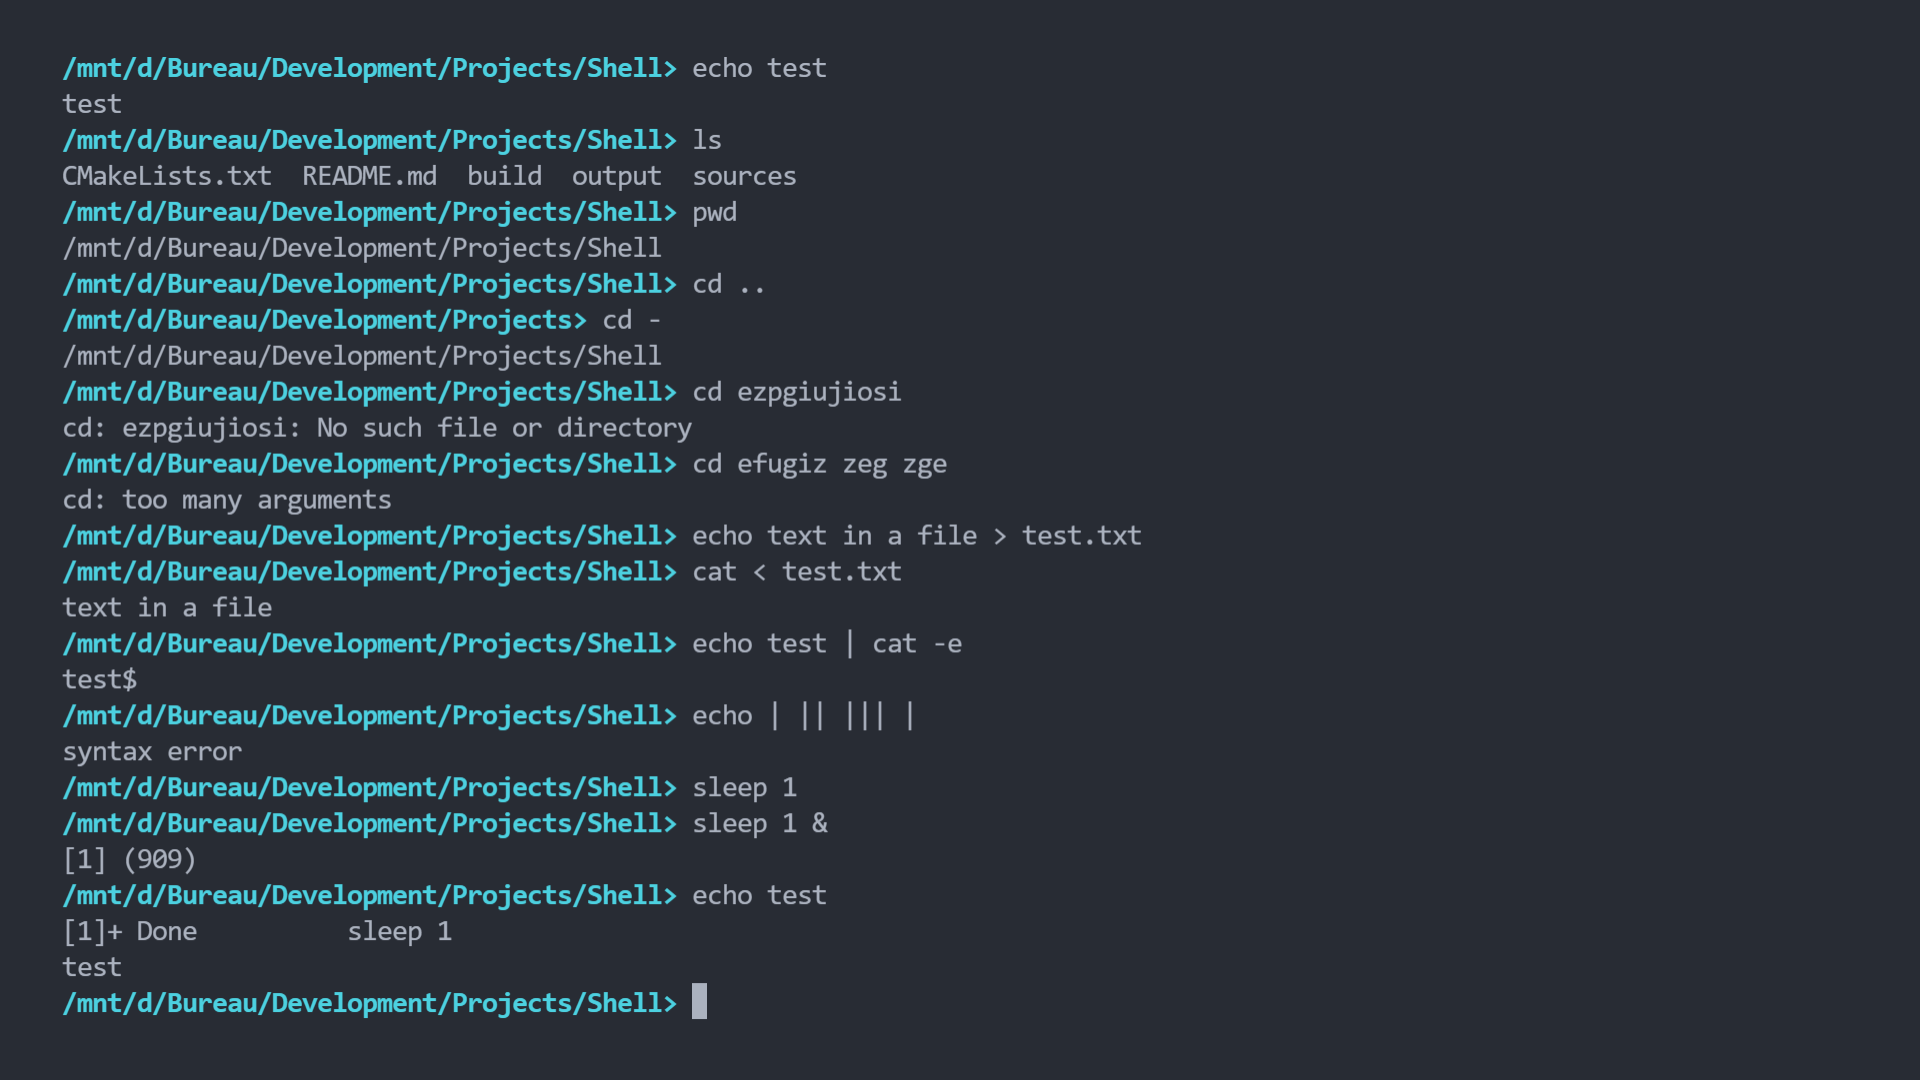 /mnt/d/Bureau/Development/Projects/Shell> echo test
test
/mnt/d/Bureau/Development/Projects/Shell> ls
CMakeLists.txt  README.md  build  output  sources
/mnt/d/Bureau/Development/Projects/Shell> pwd
/mnt/d/Bureau/Development/Projects/Shell
/mnt/d/Bureau/Development/Projects/Shell> cd ..
/mnt/d/Bureau/Development/Projects> cd -
/mnt/d/Bureau/Development/Projects/Shell
/mnt/d/Bureau/Development/Projects/Shell> cd ezpgiujiosi
cd: ezpgiujiosi: No such file or directory
/mnt/d/Bureau/Development/Projects/Shell> cd efugiz zeg zge
cd: too many arguments
/mnt/d/Bureau/Development/Projects/Shell> echo text in a file > test.txt
/mnt/d/Bureau/Development/Projects/Shell> cat < test.txt
text in a file
/mnt/d/Bureau/Development/Projects/Shell> echo test | cat -e
test$
/mnt/d/Bureau/Development/Projects/Shell> echo | || ||| |
syntax error
/mnt/d/Bureau/Development/Projects/Shell> sleep 1
/mnt/d/Bureau/Development/Projects/Shell> sleep 1 &
[1] (909)
/mnt/d/Bureau/Development/Projects/Shell> echo test
[1]+ Done          sleep 1
test
/mnt/d/Bureau/Development/Projects/Shell>